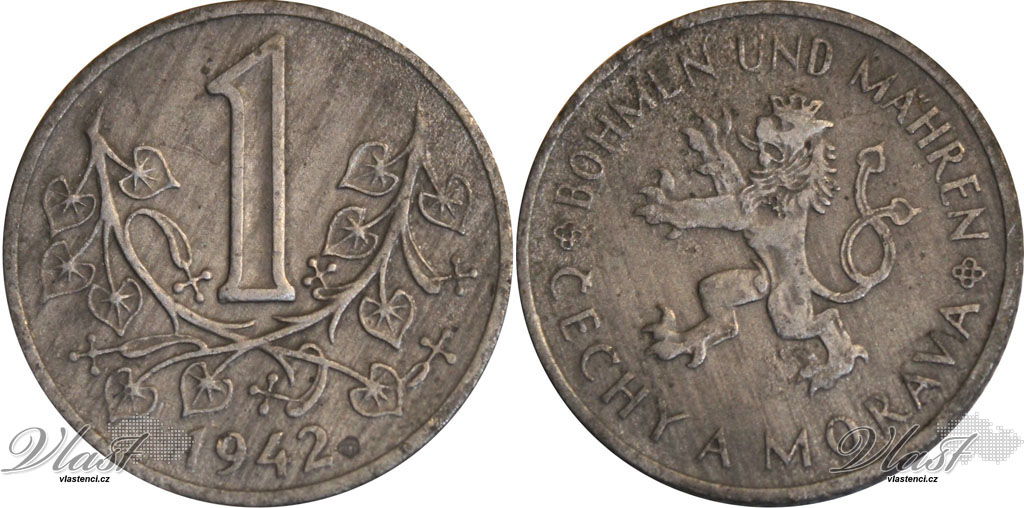 1
1942
BÖHMEN UND MÄHREN
ČECHY A MORAVA
Vlast
vlastenci.cz
Vlast
vlastenci.cz